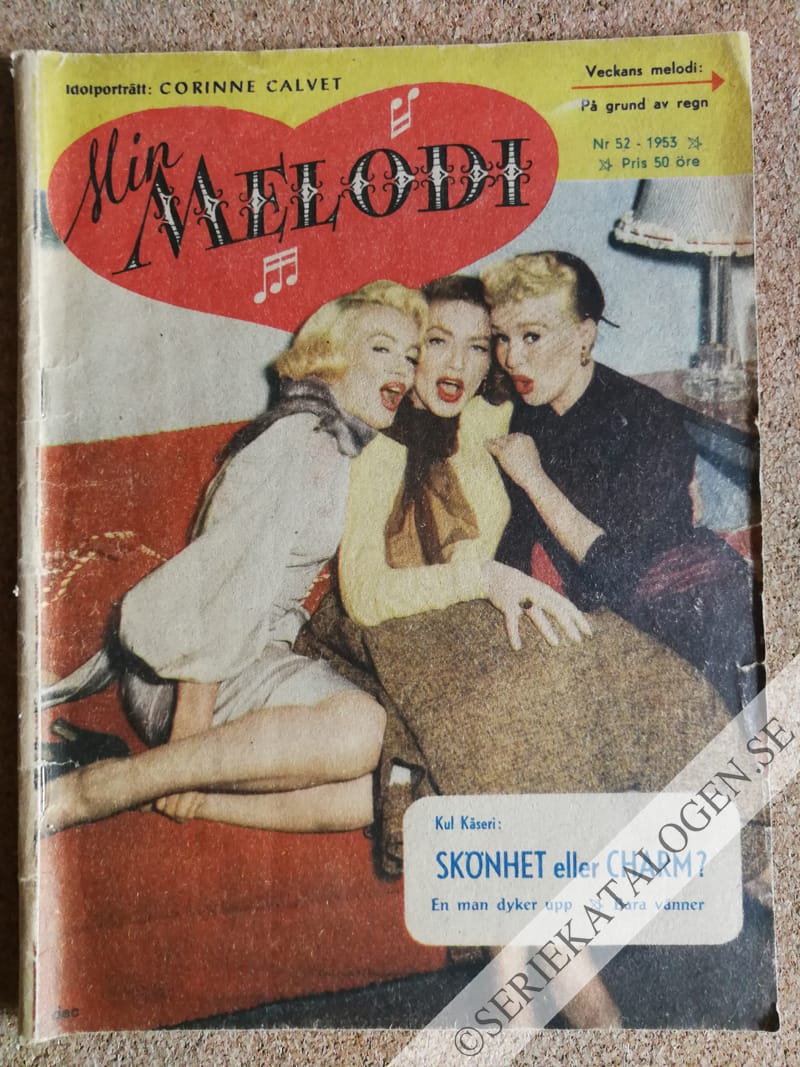 Idolporträtt: CORINNE CALVET
Veckans melodi:
På grund av regn
Nr 52 - 1953
Pris 50 öre
Min
MELODI
Kul Kåseri:
SKÖNHET eller CHARM?
En man dyker upp Bara vänner
©SERIEKATALOGEN.SE